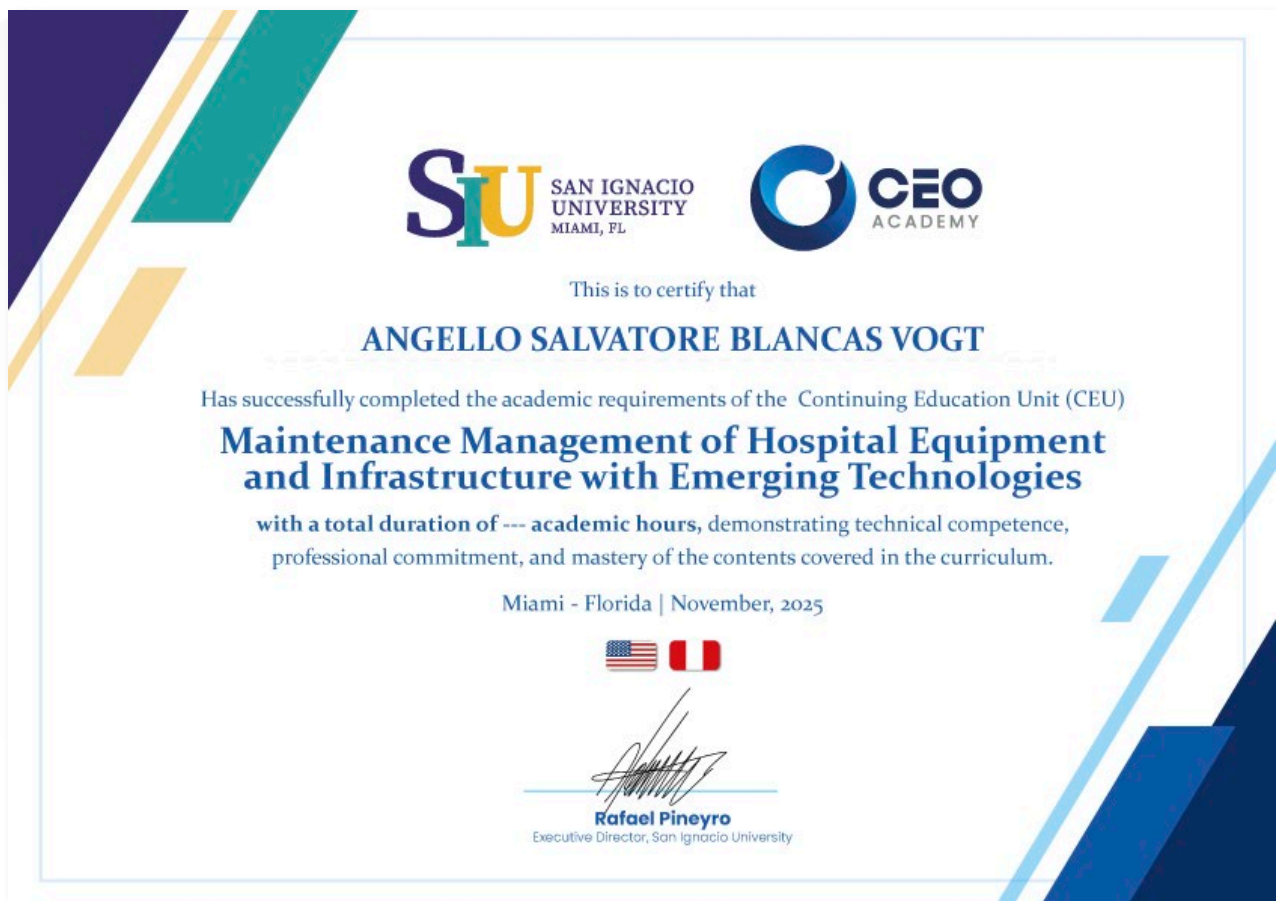 SIU SAN IGNACIO
UNIVERSITY
MIAMI, FL
CEO
ACADEMY
This is to certify that
ANGELLO SALVATORE BLANCAS VOGT
Has successfully completed the academic requirements of the Continuing Education Unit (CEU)
Maintenance Management of Hospital Equipment
and Infrastructure with Emerging Technologies
with a total duration of --- academic hours, demonstrating technical competence,
professional commitment, and mastery of the contents covered in the curriculum.
Miami - Florida | November, 2025
Rafael Pineyro
Executive Director, San Ignacio University